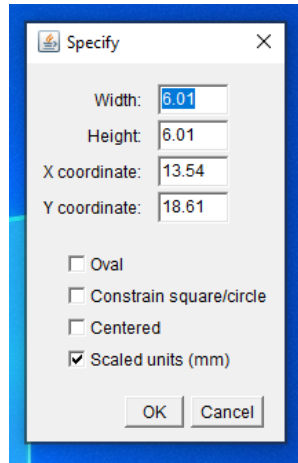 Specify
Width: 6.01
Height: 6.01
X coordinate: 13.54
Y coordinate: 18.61
Oval
Constrain square/circle
Centered
Scaled units (mm)
OK Cancel